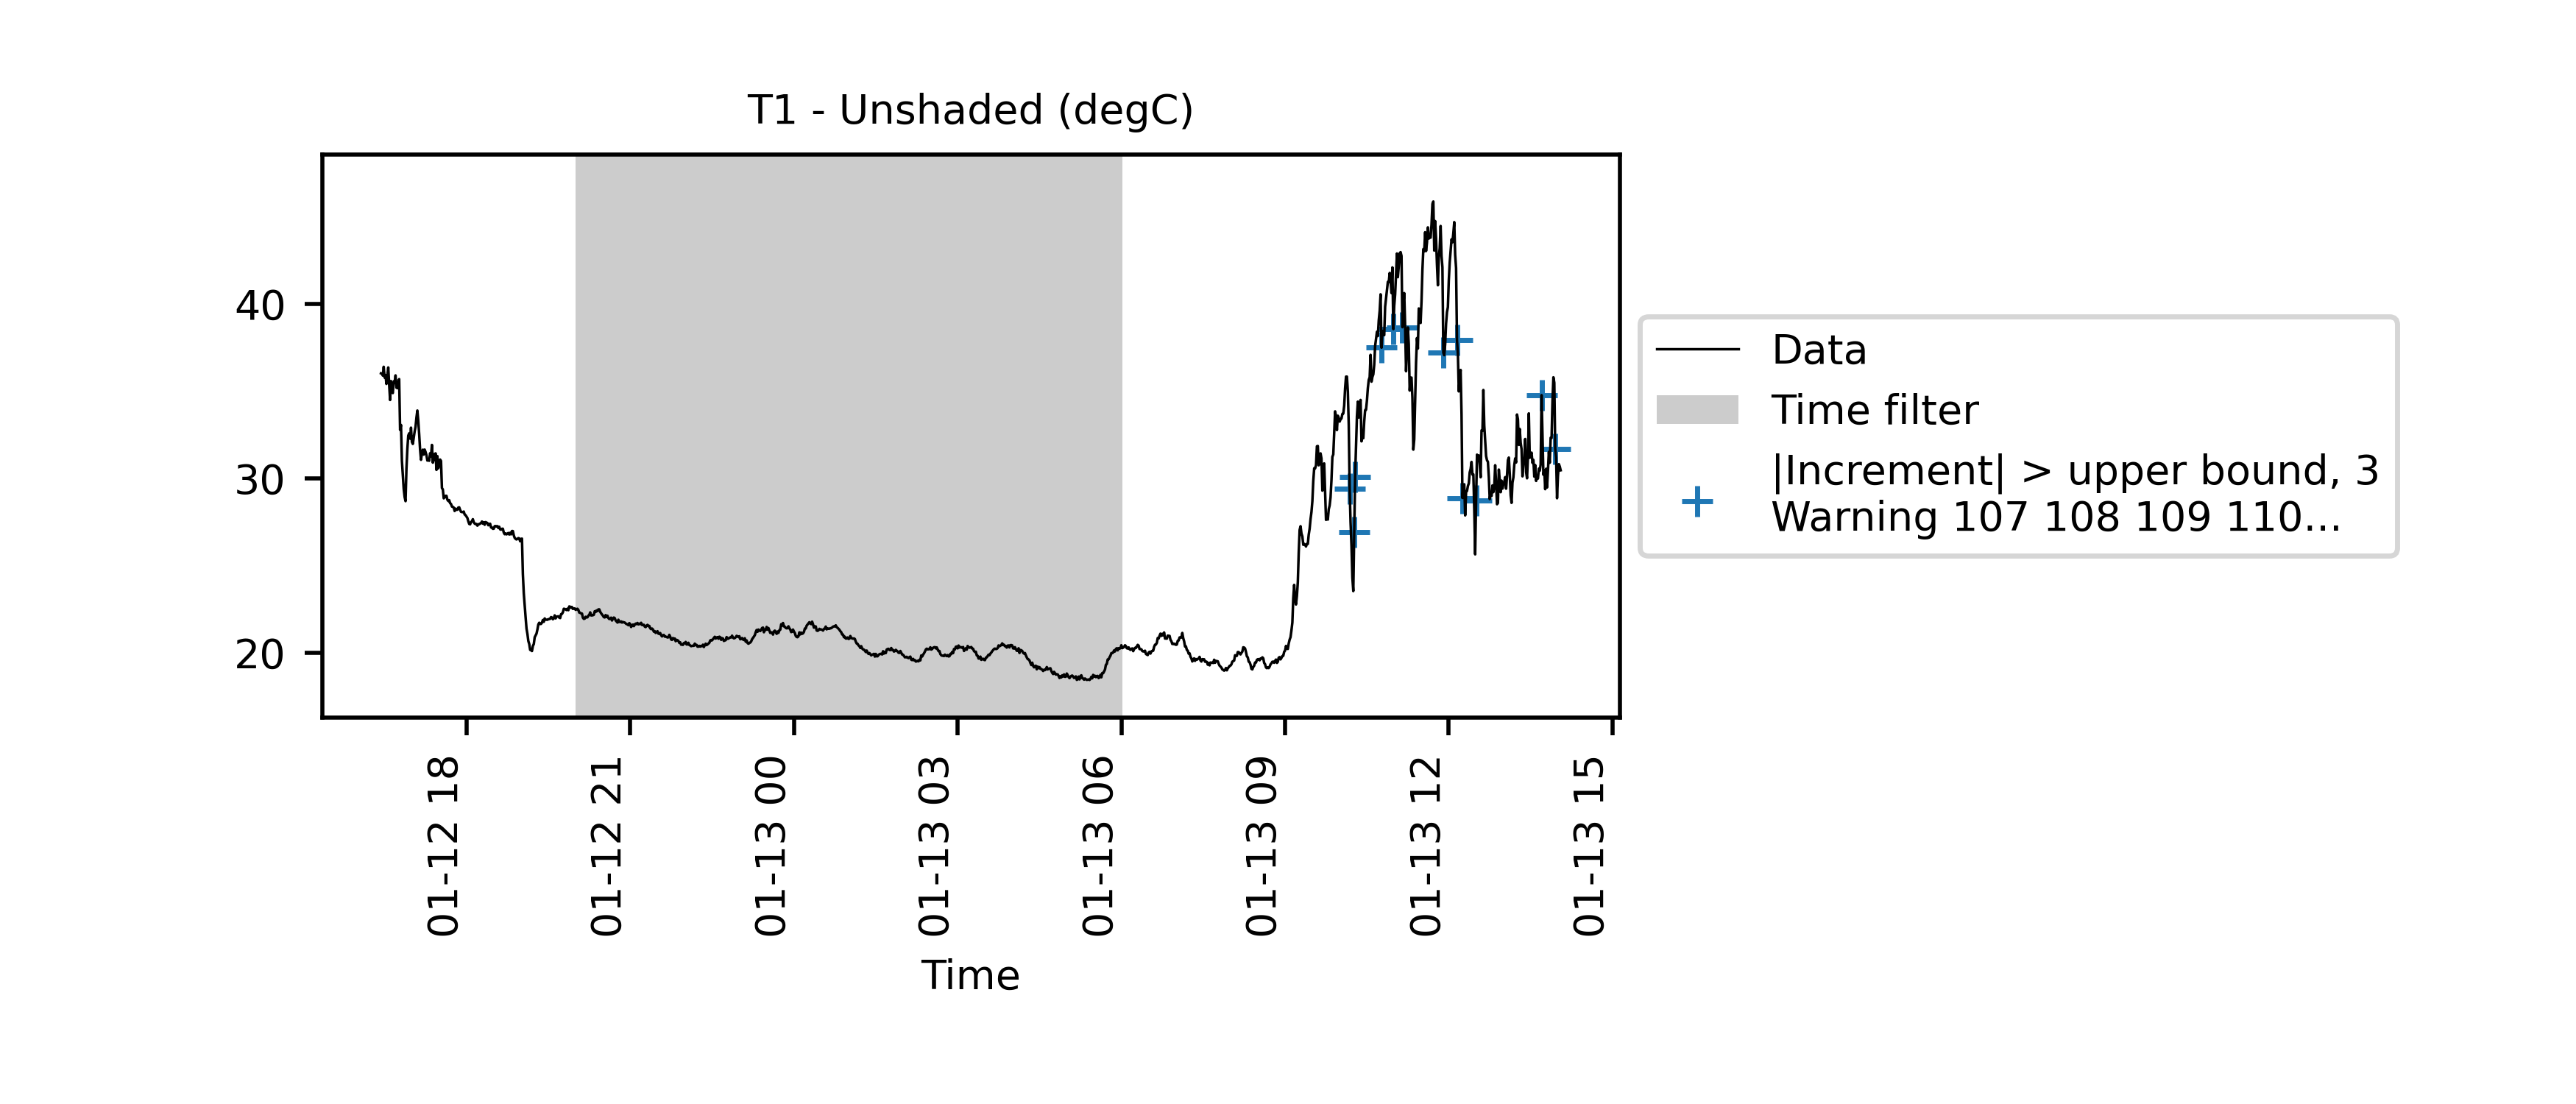 T1 - Unshaded (degC)
40
30
20
01-12 18
01-12 21
01-13 00
01-13 03
01-13 06
01-13 09
01-13 12
01-13 15
Time
Data
Time filter
|Increment| > upper bound, 3
Warning 107 108 109 110...